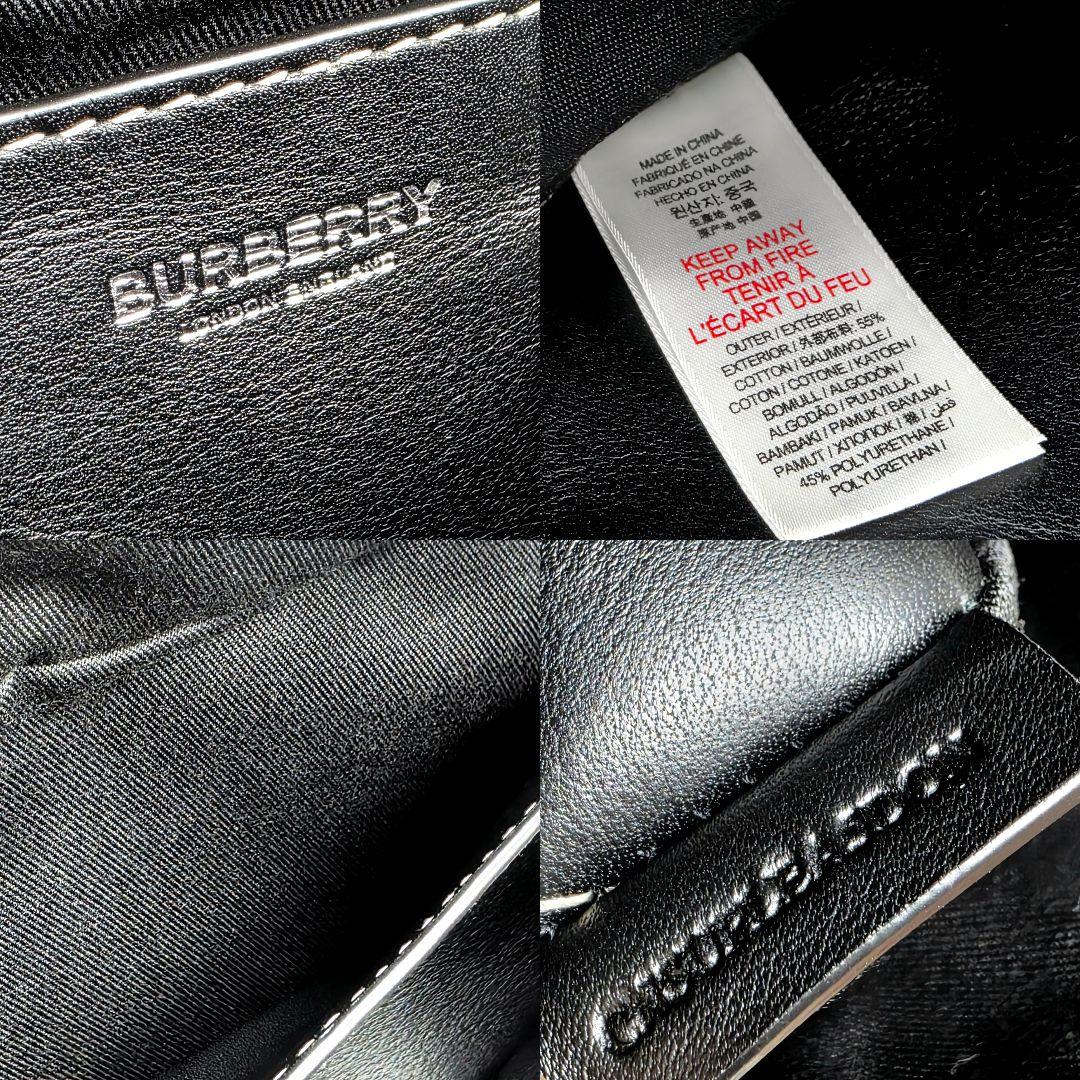 BURBERRY
LONDON, ENGLAND
MADE IN CHINA
FABRIQUÉ EN CHINE
FABRICADO NA CHINA
HECHO EN CHINA
원산지: 중국
生產地: 中國
原产地: 中国
KEEP AWAY
FROM FIRE
TENIR À
L'ÉCART DU FEU
OUTER / EXTÉRIEUR /
EXTERIOR / 外部布料 55%
COTTON / BAUMWOLLE /
COTON / COTONE / KATOEN /
BOMULL / ALGODÓN /
ALGODÃO / PUUVILLA /
BAMBAKI / PAMUK / BAVLNA /
PAMUT / ХЛОПОК / 棉 / قطن /
45% POLYURETHANE /
POLYURETHAN /